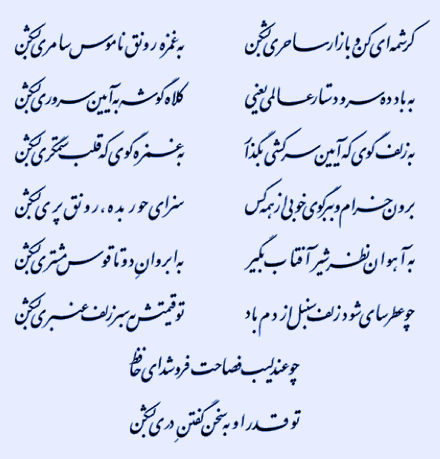 کرشمه‌ای کن و بازار ساحری بشکن به غمزه رونق ناموس سامری بشکن
به باد ده سر و دستار عالمی یعنی کلاه گوشه به آیین سروری بشکن
به زلف گوی که آیین سرکشی بگذار به غمزه گوی که قلب ستمگری بشکن
برون خرام و ببر گوی خوبی از همه کس سزای حور بده، رونق پری بشکن
به آهوان نظر شیر آفتاب بگیر به ابروان دوتا قوس مشتری بشکن
چو عطرسای شود زلف سنبل از دم باد تو قیمتش به سر زلف عنبری بشکن
چو عندلیب فصاحت فروشد ای حافظ
تو قدر او به سخن گفتن دری بشکن